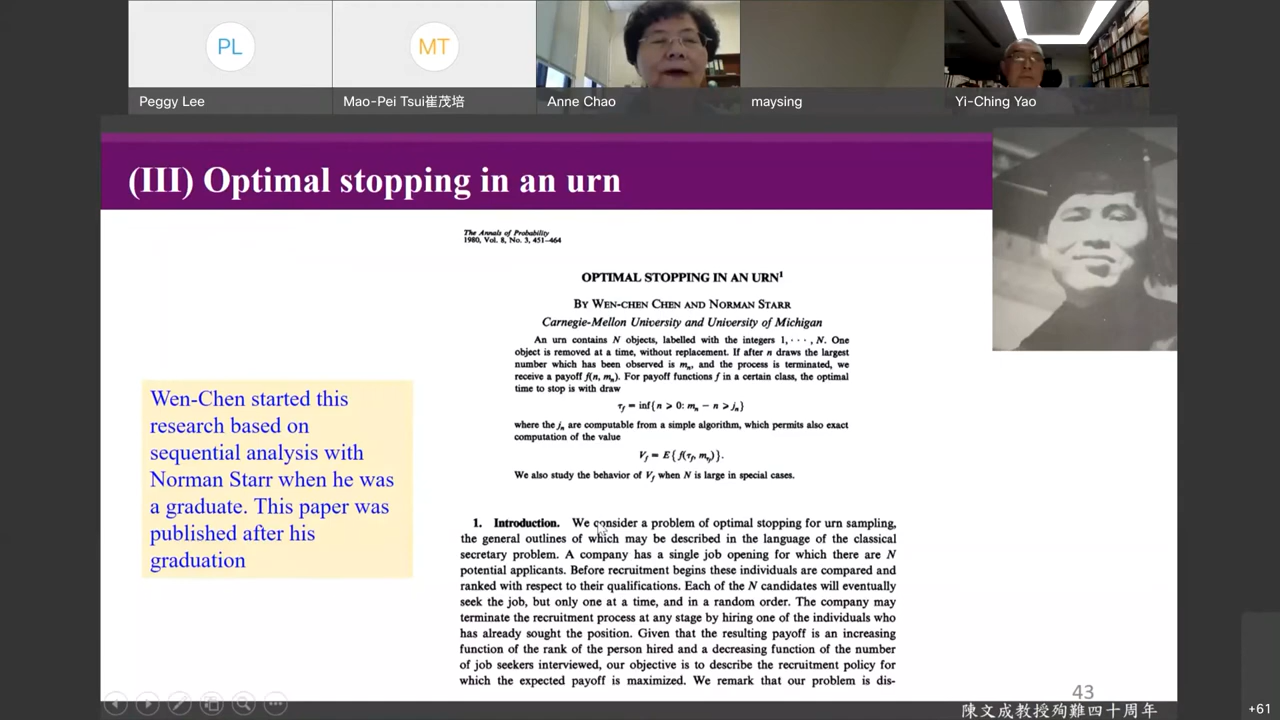 PL
MT
Peggy Lee
Mao-Pei Tsui崔茂培
Anne Chao
maysing
Yi-Ching Yao
(III) Optimal stopping in an urn
The Annals of Probability
1980, Vol. 8, No. 3, 451–464
OPTIMAL STOPPING IN AN URN¹
BY WEN-CHEN CHEN AND NORMAN STARR
Carnegie-Mellon University and University of Michigan
An urn contains N objects, labelled with the integers 1, · · · , N. One
object is removed at a time, without replacement. If after n draws the largest
number which has been observed is mₙ, and the process is terminated, we
receive a payoff f(n, mₙ). For payoff functions f in a certain class, the optimal
time to stop is with draw
τ_f = inf{n > 0: mₙ − n > jₙ}
where the jₙ are computable from a simple algorithm, which permits also exact
computation of the value
V_f = E{f(τ_f, m_{τ_f})}.
We also study the behavior of V_f when N is large in special cases.
Wen-Chen started this
research based on
sequential analysis with
Norman Starr when he was
a graduate. This paper was
published after his
graduation
1. Introduction. We consider a problem of optimal stopping for urn sampling,
the general outlines of which may be described in the language of the classical
secretary problem. A company has a single job opening for which there are N
potential applicants. Before recruitment begins these individuals are compared and
ranked with respect to their qualifications. Each of the N candidates will eventually
seek the job, but only one at a time, and in a random order. The company may
terminate the recruitment process at any stage by hiring one of the individuals who
has already sought the position. Given that the resulting payoff is an increasing
function of the rank of the person hired and a decreasing function of the number
of job seekers interviewed, our objective is to describe the recruitment policy for
which the expected payoff is maximized. We remark that our problem is dis-
43
陳文成教授殉難四十周年
+61